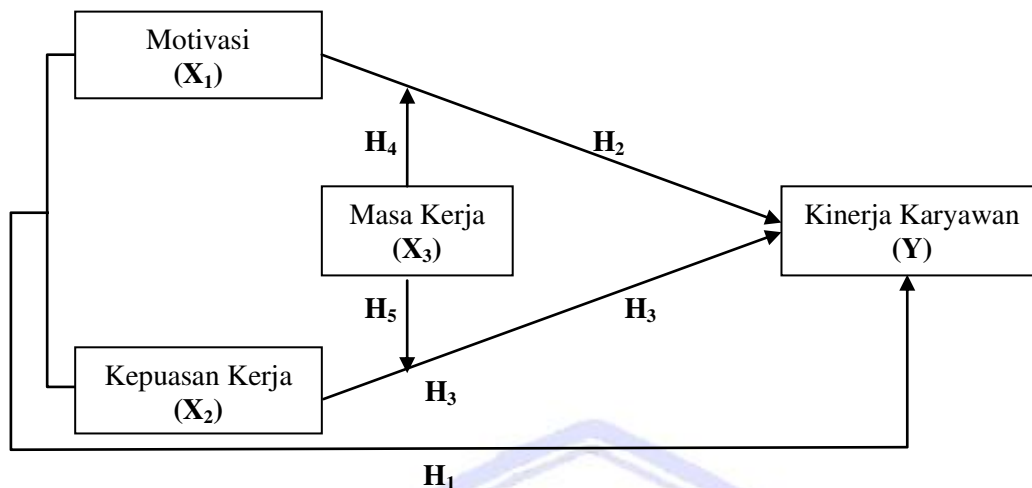 Motivasi
(X₁)
H₄
H₂
Masa Kerja
(X₃)
Kinerja Karyawan
(Y)
H₅
H₃
Kepuasan Kerja
(X₂)
H₃
H₁